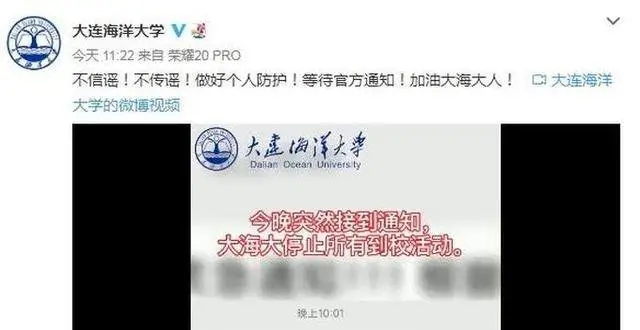 大连海洋大学
今天 11:22 来自 荣耀20 PRO
不信谣！不传谣！做好个人防护！等待官方通知！加油大海大人！ 大连海洋
大学的微博视频
大连海洋大学
Dalian Ocean University
今晚突然接到通知，
大海大停止所有到校活动。
晚上10:01